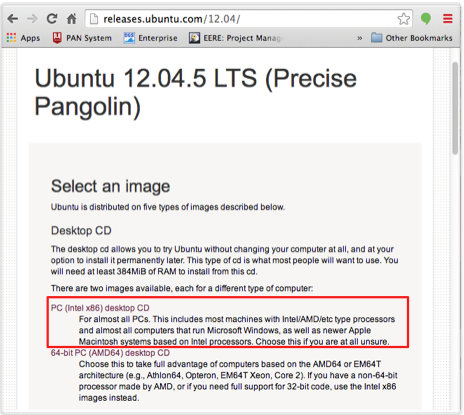 releases.ubuntu.com/12.04/
Apps PAN System Enterprise EERE: Project Manag » Other Bookmarks
Ubuntu 12.04.5 LTS (Precise
Pangolin)
Select an image
Ubuntu is distributed on five types of images described below.
Desktop CD
The desktop cd allows you to try Ubuntu without changing your computer at all, and at your
option to install it permanently later. This type of cd is what most people will want to use. You
will need at least 384MiB of RAM to install from this cd.
There are two images available, each for a different type of computer:
PC (Intel x86) desktop CD
For almost all PCs. This includes most machines with Intel/AMD/etc type processors
and almost all computers that run Microsoft Windows, as well as newer Apple
Macintosh systems based on Intel processors. Choose this if you are at all unsure.
64-bit PC (AMD64) desktop CD
Choose this to take full advantage of computers based on the AMD64 or EM64T
architecture (e.g., Athlon64, Opteron, EM64T Xeon, Core 2). If you have a non-64-bit
processor made by AMD, or if you need full support for 32-bit code, use the Intel x86
images instead.